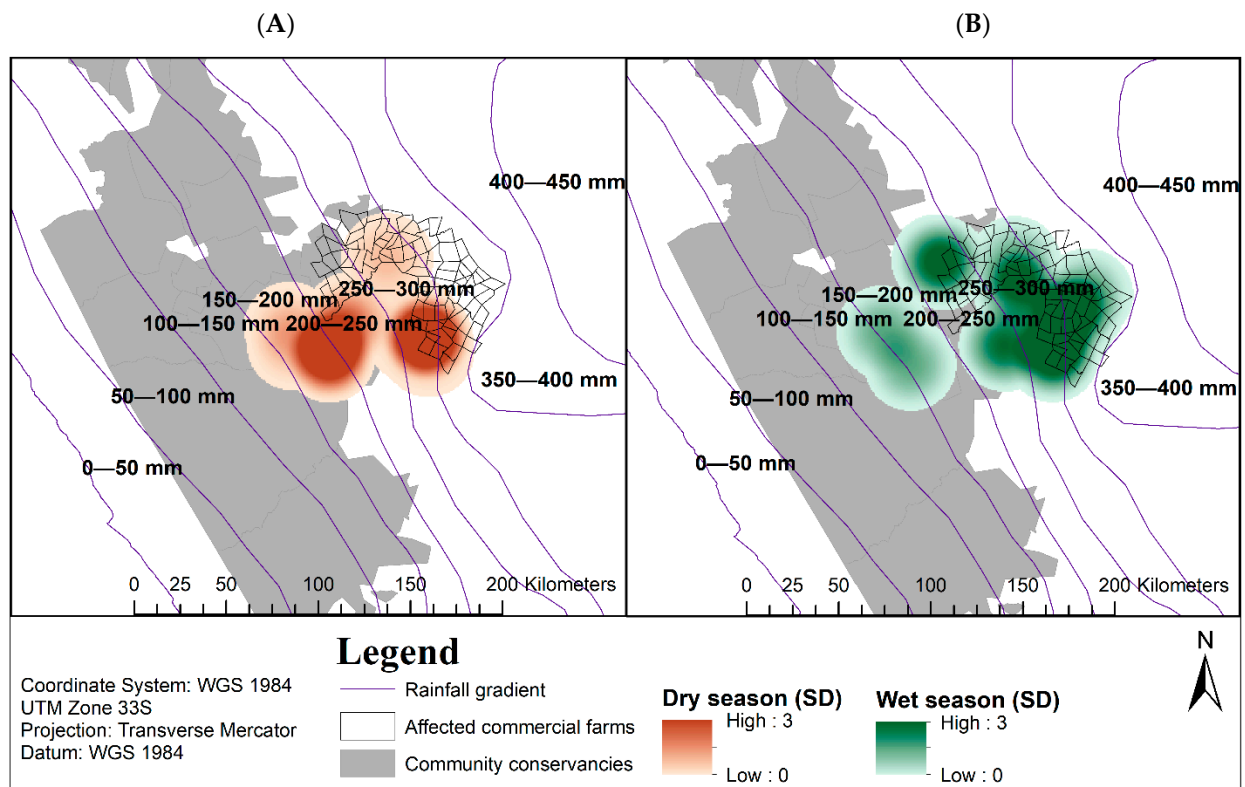 (A)
(B)
400—450 mm
250—300 mm
150—200 mm
100—150 mm 200—250 mm
350—400 mm
50—100 mm
0—50 mm
0 25 50 100 150 200 Kilometers
400—450 mm
250—300 mm
150—200 mm
100—150 mm 200—250 mm
350—400 mm
50—100 mm
0—50 mm
0 25 50 100 150 200 Kilometers
Coordinate System: WGS 1984
UTM Zone 33S
Projection: Transverse Mercator
Datum: WGS 1984
Legend
Rainfall gradient
Affected commercial farms
Community conservancies
Dry season (SD)
High : 3
Low : 0
Wet season (SD)
High : 3
Low : 0
N